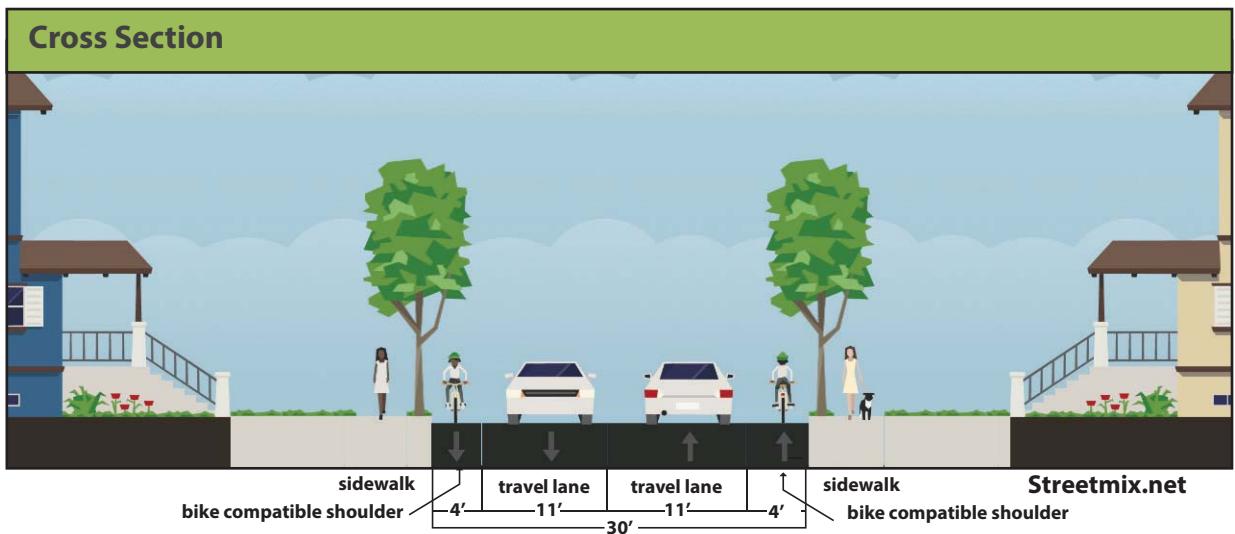 Cross Section
sidewalk
travel lane
travel lane
sidewalk
Streetmix.net
bike compatible shoulder
4’
11’
11’
4’
bike compatible shoulder
30’